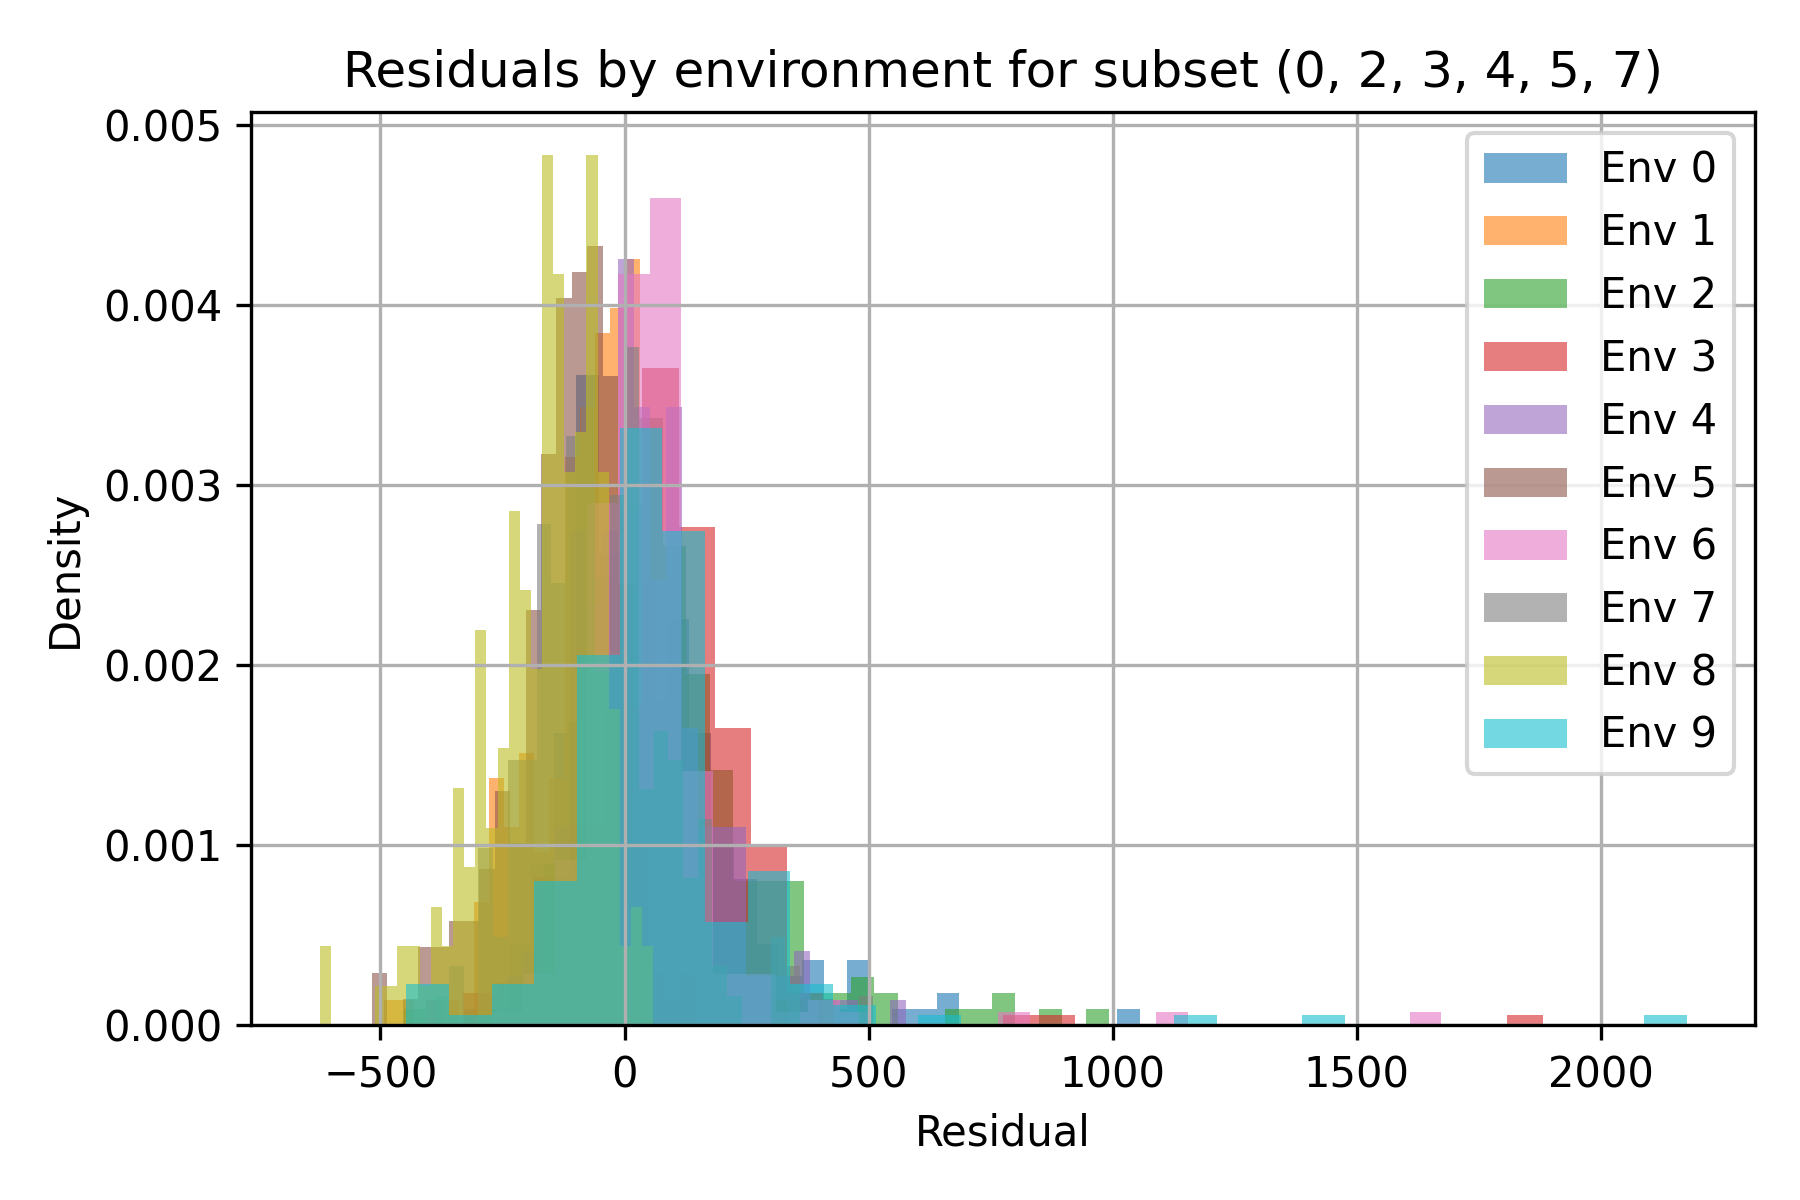 Residuals by environment for subset (0, 2, 3, 4, 5, 7)
0.005
0.004
0.003
0.002
0.001
0.000
Density
Env 0
Env 1
Env 2
Env 3
Env 4
Env 5
Env 6
Env 7
Env 8
Env 9
−500 0 500 1000 1500 2000
Residual